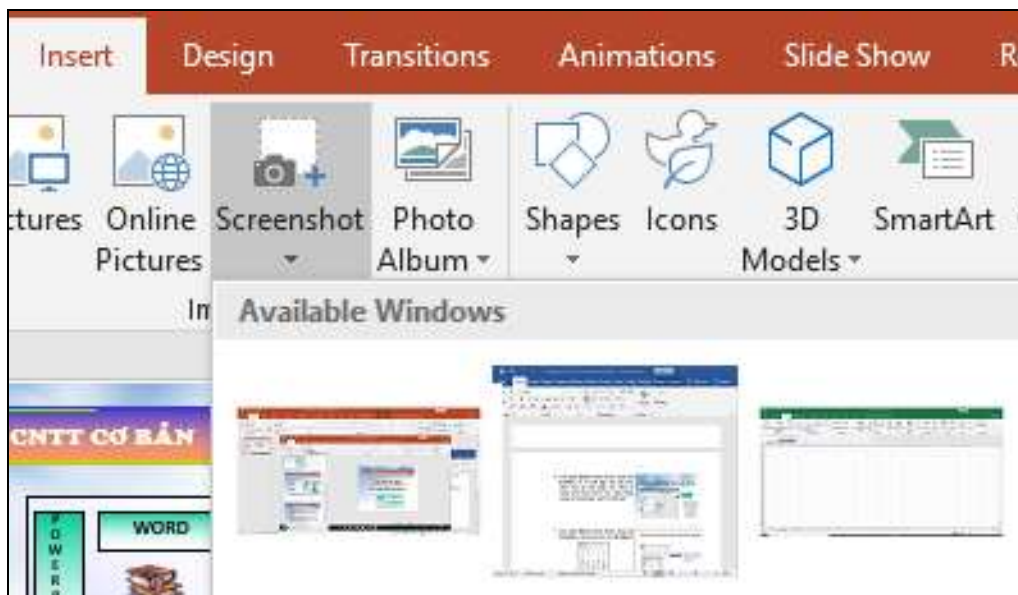 Insert Design Transitions Animations Slide Show R
ctures Online Pictures Screenshot Photo Album Shapes Icons 3D Models SmartArt
Available Windows
CNTT CƠ BẢN
WORD
POWER